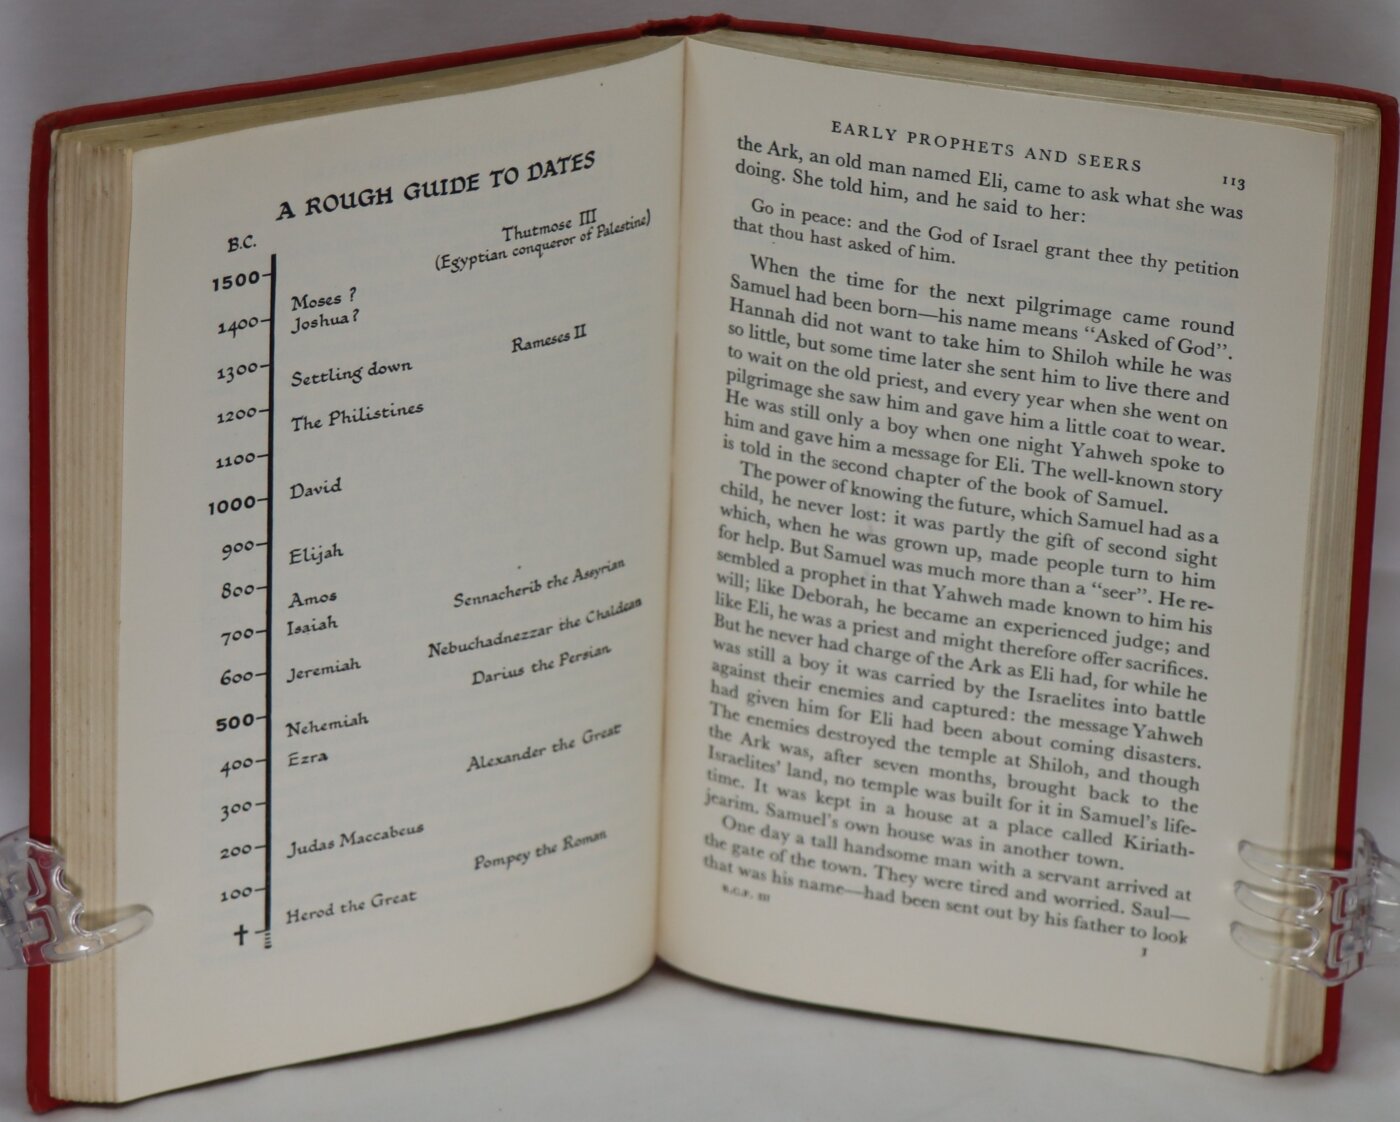 A ROUGH GUIDE TO DATES
B.C.
Thutmose III
(Egyptian conqueror of Palestine)
1500
Moses ?
1400
Joshua?
Rameses II
1300
Settling down
1200
The Philistines
1100
David
1000
900
Elijah
800
Amos
Sennacherib the Assyrian
700
Isaiah
Nebuchadnezzar the Chaldean
600
Jeremiah
Darius the Persian
500
Nehemiah
400
Ezra
Alexander the Great
300
200
Judas Maccabeus
Pompey the Roman
100
Herod the Great
†
EARLY PROPHETS AND SEERS 113
the Ark, an old man named Eli, came to ask what she was
doing. She told him, and he said to her:
Go in peace: and the God of Israel grant thee thy petition
that thou hast asked of him.
When the time for the next pilgrimage came round
Samuel had been born—his name means “Asked of God”.
Hannah did not want to take him to Shiloh while he was
so little, but some time later she sent him to live there and
to wait on the old priest, and every year when she went on
pilgrimage she saw him and gave him a little coat to wear.
He was still only a boy when one night Yahweh spoke to
him and gave him a message for Eli. The well-known story
is told in the second chapter of the book of Samuel.
The power of knowing the future, which Samuel had as a
child, he never lost: it was partly the gift of second sight
which, when he was grown up, made people turn to him
for help. But Samuel was much more than a “seer”. He re-
sembled a prophet in that Yahweh made known to him his
will; like Deborah, he became an experienced judge; and
like Eli, he was a priest and might therefore offer sacrifices.
But he never had charge of the Ark as Eli had, for while he
was still a boy it was carried by the Israelites into battle
against their enemies and captured: the message Yahweh
had given him for Eli had been about coming disasters.
The enemies destroyed the temple at Shiloh, and though
the Ark was, after seven months, brought back to the
Israelites’ land, no temple was built for it in Samuel’s life-
time. It was kept in a house at a place called Kiriath-
jearim. Samuel’s own house was in another town.
One day a tall handsome man with a servant arrived at
the gate of the town. They were tired and worried. Saul—
that was his name—had been sent out by his father to look
III